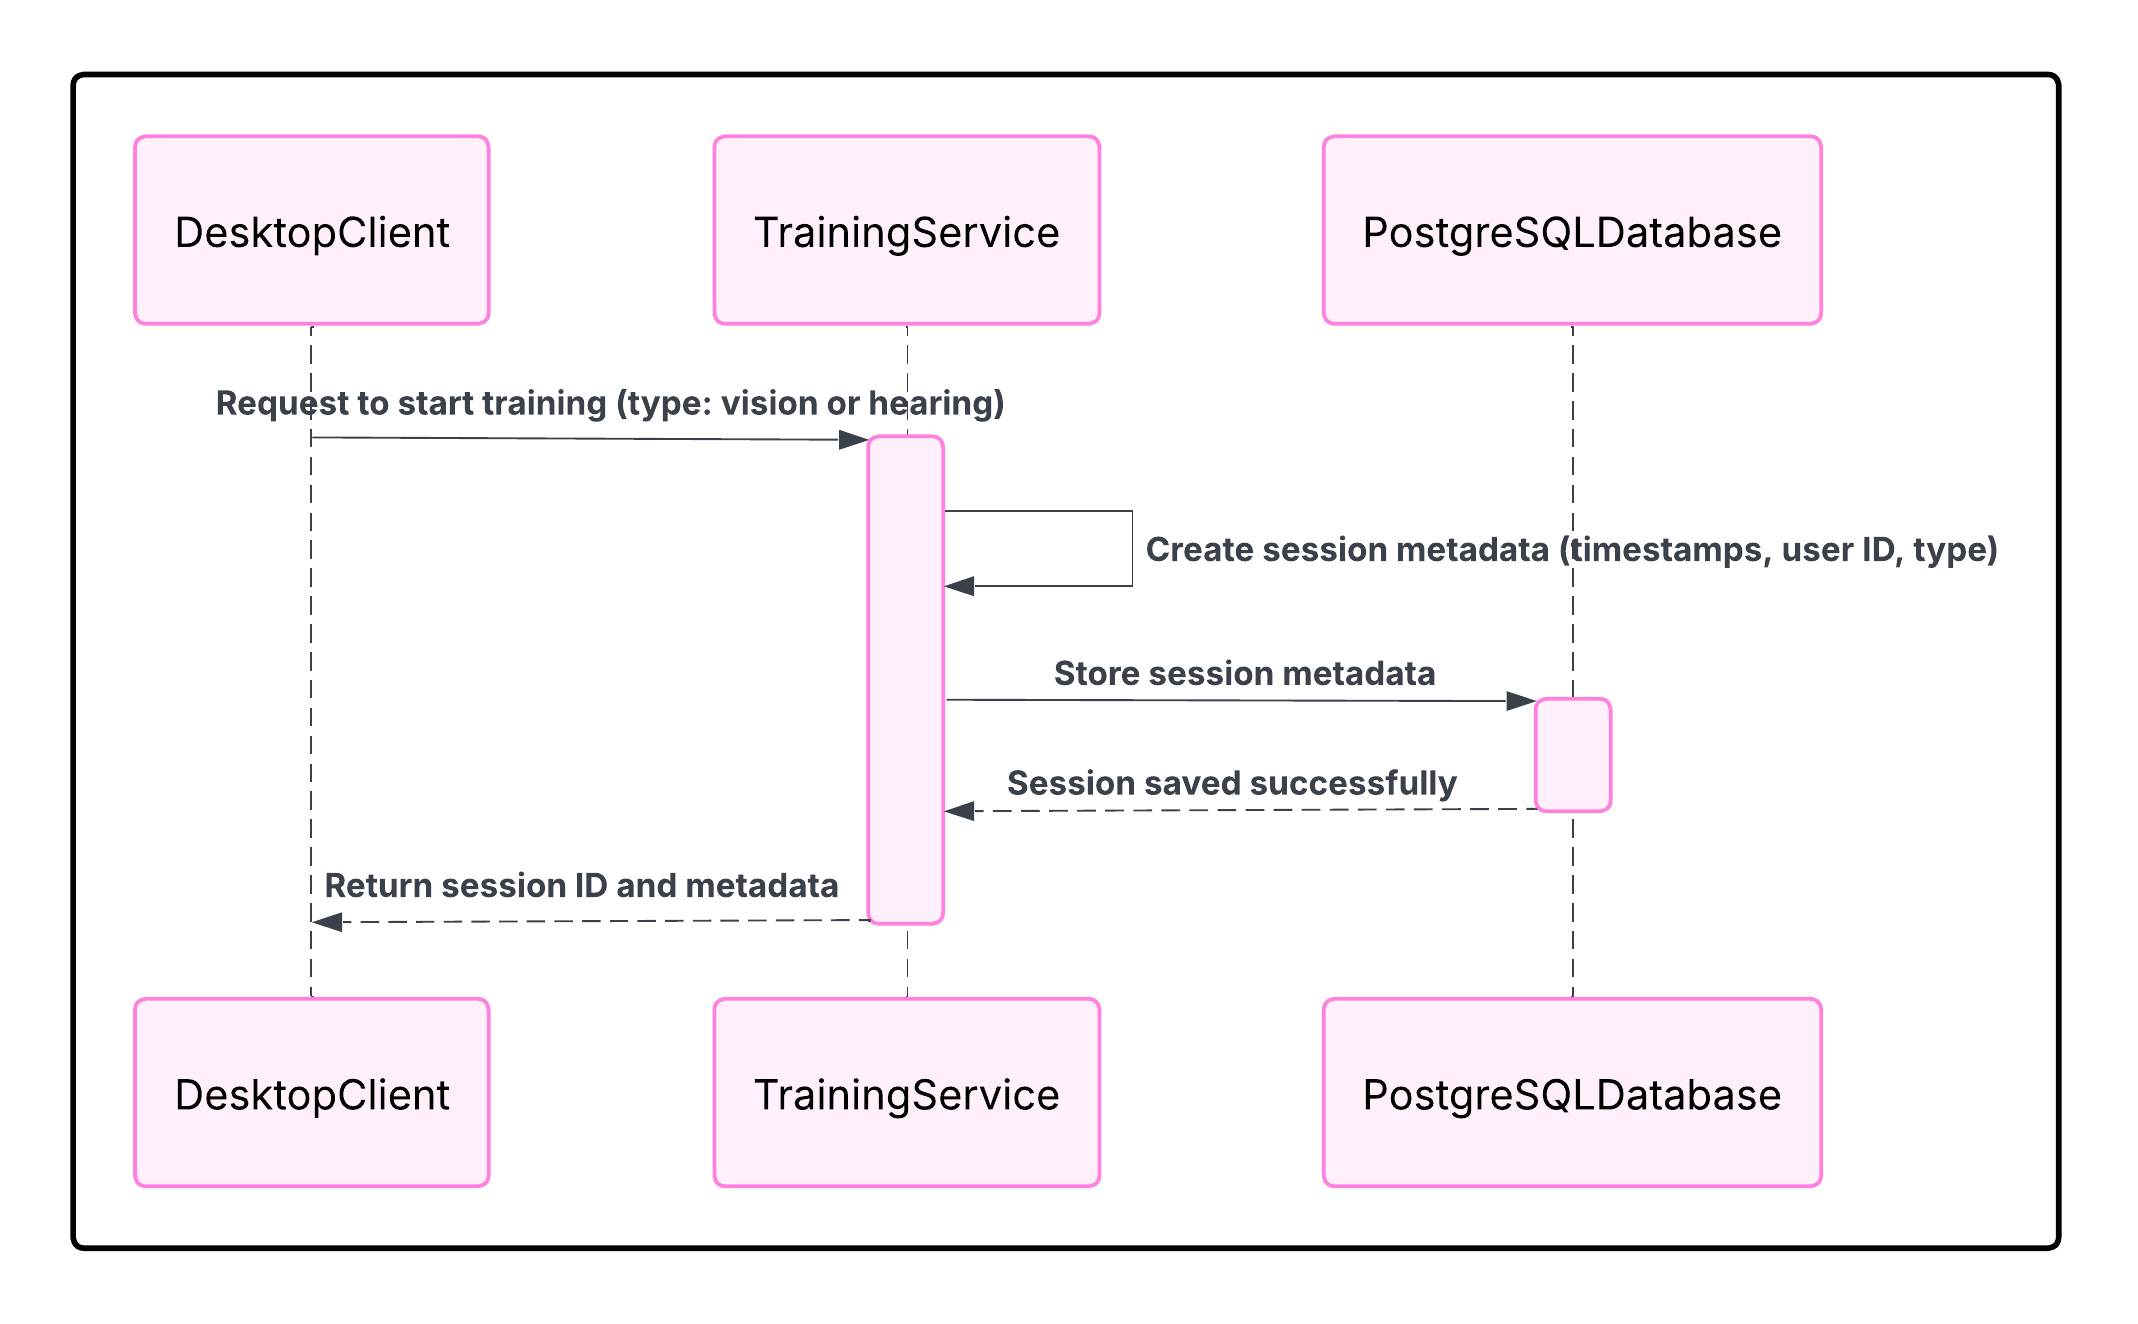 DesktopClient
TrainingService
PostgreSQLDatabase
Request to start training (type: vision or hearing)
Create session metadata (timestamps, user ID, type)
Store session metadata
Session saved successfully
Return session ID and metadata
DesktopClient
TrainingService
PostgreSQLDatabase